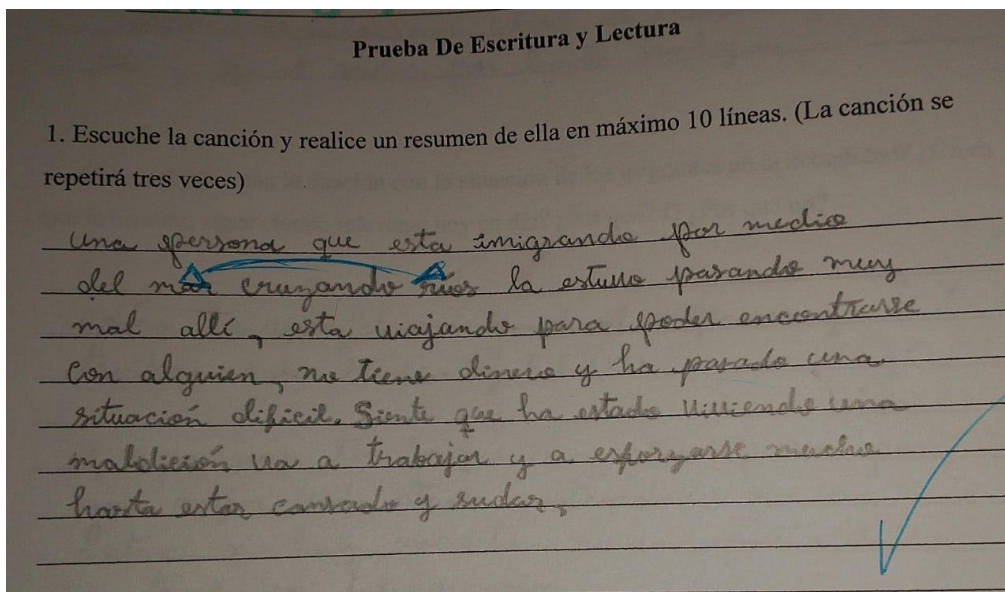 Prueba De Escritura y Lectura
1. Escuche la canción y realice un resumen de ella en máximo 10 líneas. (La canción se
repetirá tres veces)
una persona que esta imigrando por medio
del mar cruzando rios la estuvo pasando muy
mal allí, esta viajando para poder encontrarse
con alguien, no tiene dinero y ha pasado una
situación dificil. Siente que ha estado viviendo una
maldición va a trabajar y a esforzarse mucho
hasta estar cansado y sudar.